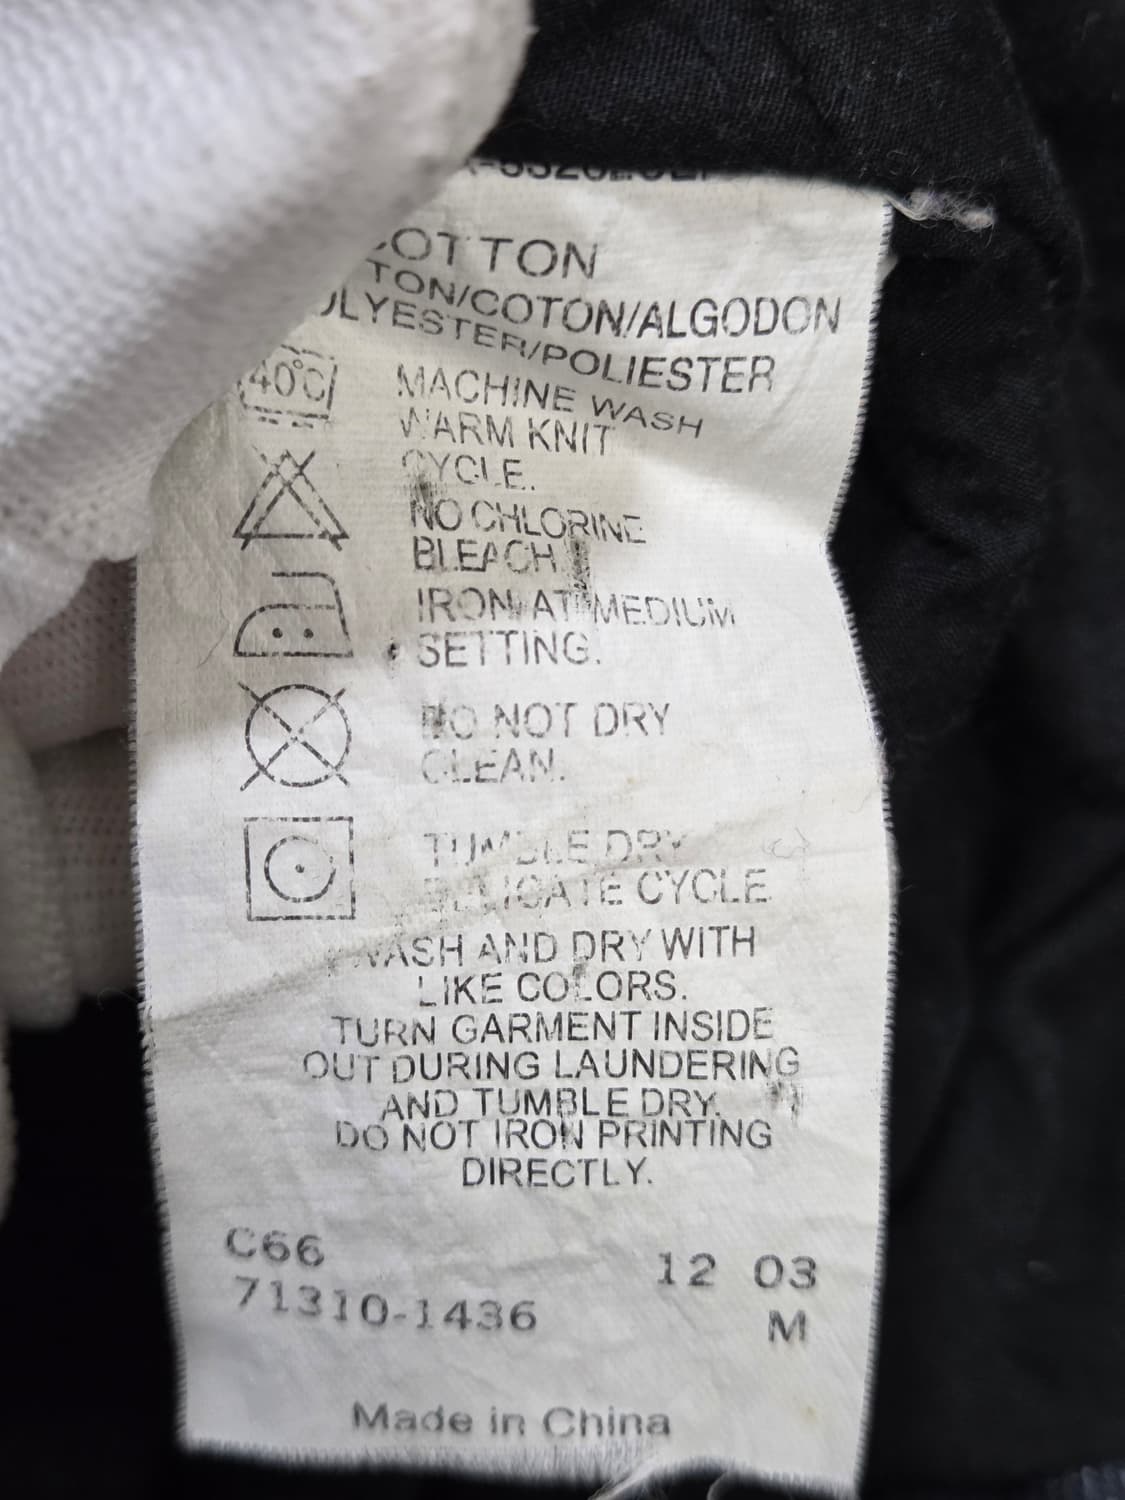 COTTON
TON/COTON/ALGODON
OLYESTER/POLIESTER
40°C
MACHINE WASH
WARM KNIT
CYCLE.
NO CHLORINE
BLEACH
IRON AT MEDIUM
SETTING.
DO NOT DRY
CLEAN.
TUMBLE DRY
DELICATE CYCLE
WASH AND DRY WITH
LIKE COLORS.
TURN GARMENT INSIDE
OUT DURING LAUNDERING
AND TUMBLE DRY.
DO NOT IRON PRINTING
DIRECTLY.
C66
12 03
71310-1436
M
Made in China